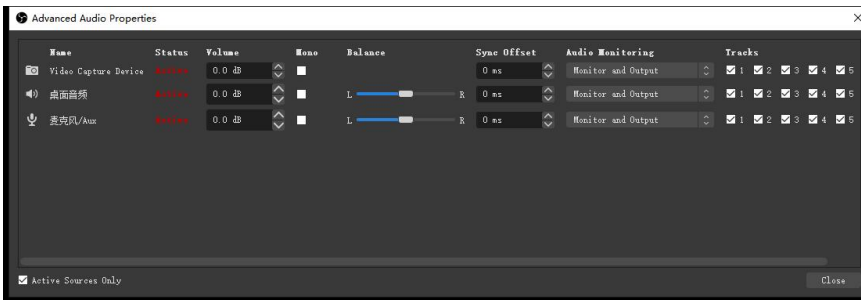 Advanced Audio Properties
Name Status Volume Mono Balance Sync Offset Audio Monitoring Tracks
Video Capture Device 0.0 dB 0 ms Monitor and Output 1 2 3 4 5
桌面音频 0.0 dB L R 0 ms Monitor and Output 1 2 3 4 5
麦克风/Aux 0.0 dB L R 0 ms Monitor and Output 1 2 3 4 5
Active Sources Only Close